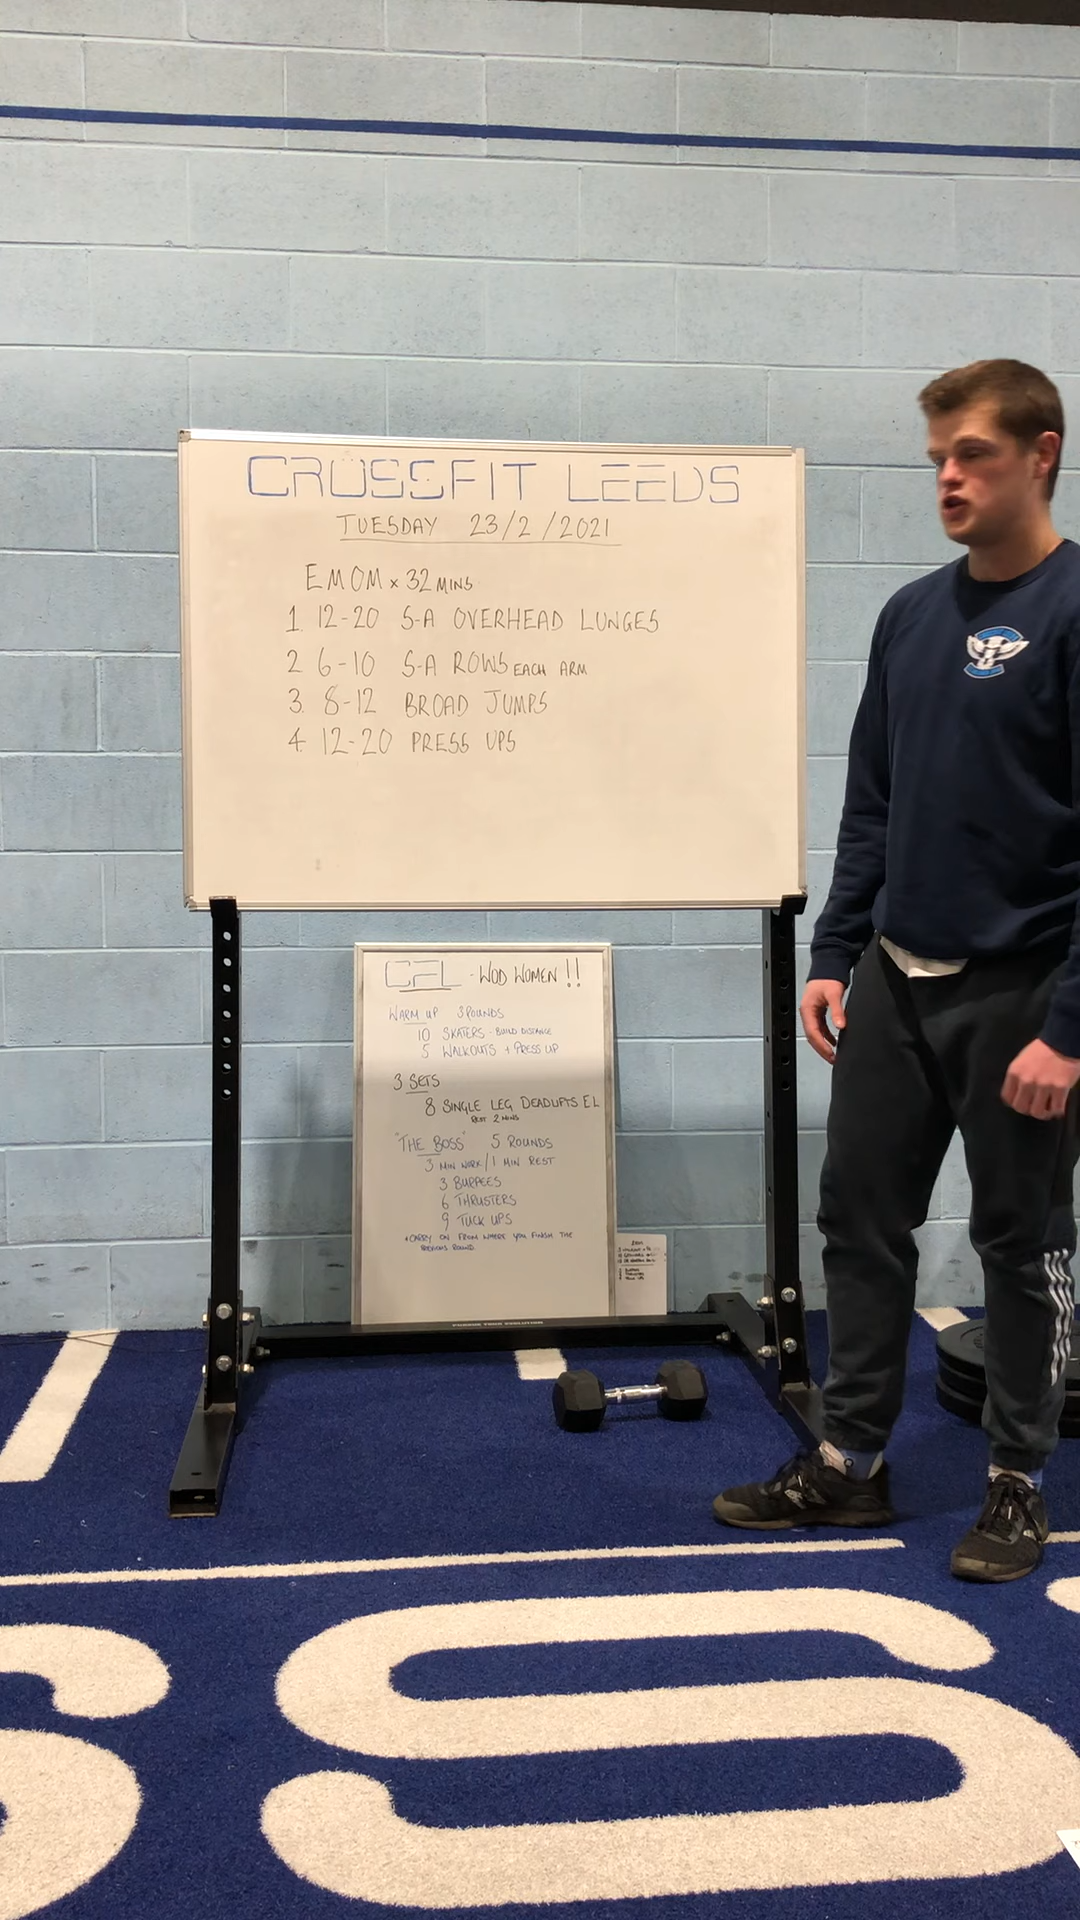 CROSSFIT LEEDS
TUESDAY 23/2/2021
EMOM x 32 MINS
1. 12-20 S-A OVERHEAD LUNGES
2 6-10 S-A ROWS EACH ARM
3. 8-12 BROAD JUMPS
4. 12-20 PRESS UPS
CFL - WOD WOMEN!!
WARM UP 3 ROUNDS
10 SKATERS - BUILD DISTANCE
5 WALKOUTS + PRESS UP
3 SETS
8 SINGLE LEG DEADLIFTS EL
REST 2 MINS
"THE BOSS" 5 ROUNDS
3 MIN WORK/1 MIN REST
3 BURPEES
6 THRUSTERS
9 TUCK UPS
*CARRY ON FROM WHERE YOU FINISH THE
PREVIOUS ROUND